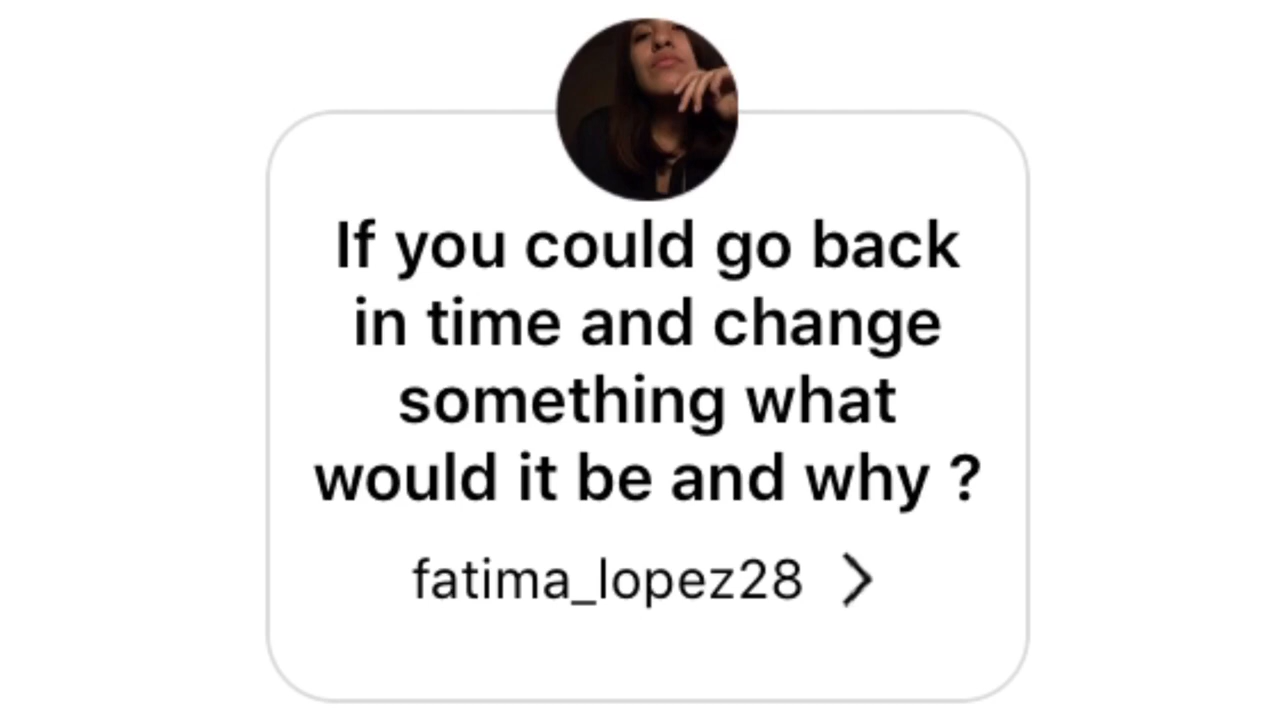 If you could go back
in time and change
something what
would it be and why ?
fatima_lopez28